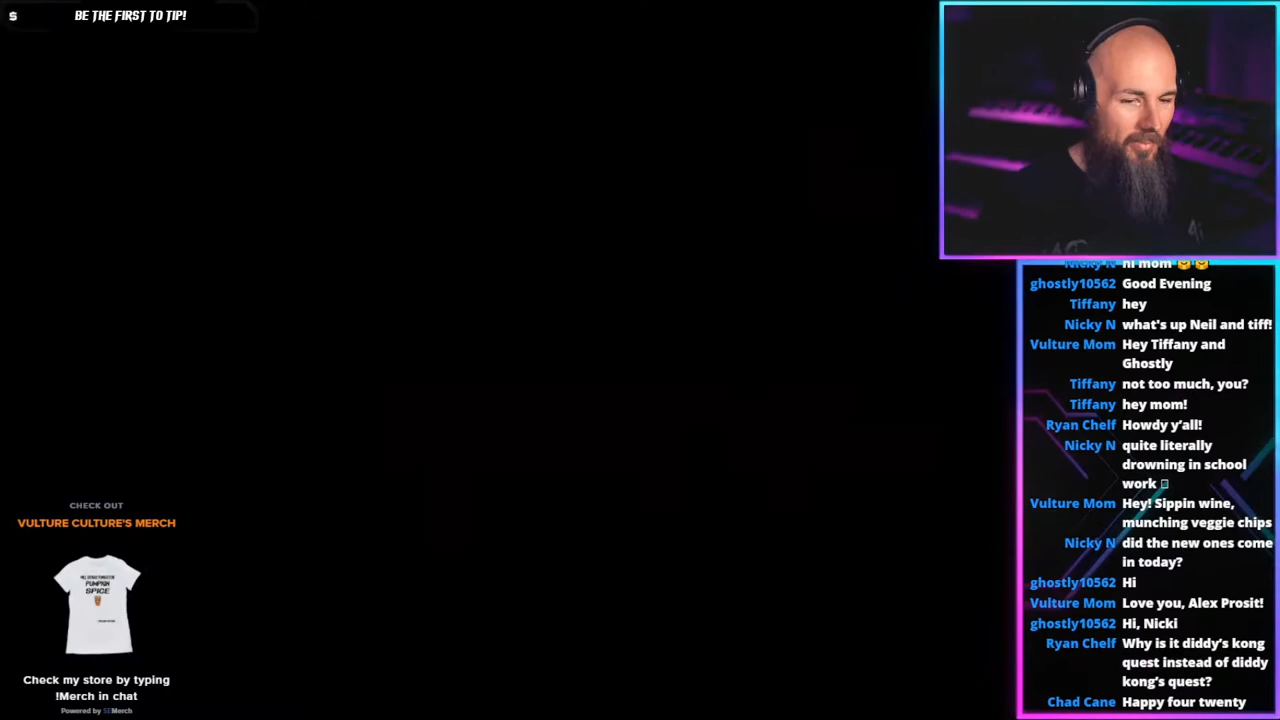 $
BE THE FIRST TO TIP!
Nicky N hi mom
ghostly10562 Good Evening
Tiffany hey
Nicky N what's up Neil and tiff!
Vulture Mom Hey Tiffany and
Ghostly
Tiffany not too much, you?
Tiffany hey mom!
Ryan Chelf Howdy y'all!
Nicky N quite literally
drowning in school
work
Vulture Mom Hey! Sippin wine,
munching veggie chips
Nicky N did the new ones come
in today?
ghostly10562 Hi
Vulture Mom Love you, Alex Prosit!
ghostly10562 Hi, Nicki
Ryan Chelf Why is it diddy's kong
quest instead of diddy
kong's quest?
Chad Cane Happy four twenty
CHECK OUT
VULTURE CULTURE'S MERCH
PUMPKIN
SPICE
Check my store by typing
!Merch in chat
Powered by SEMerch